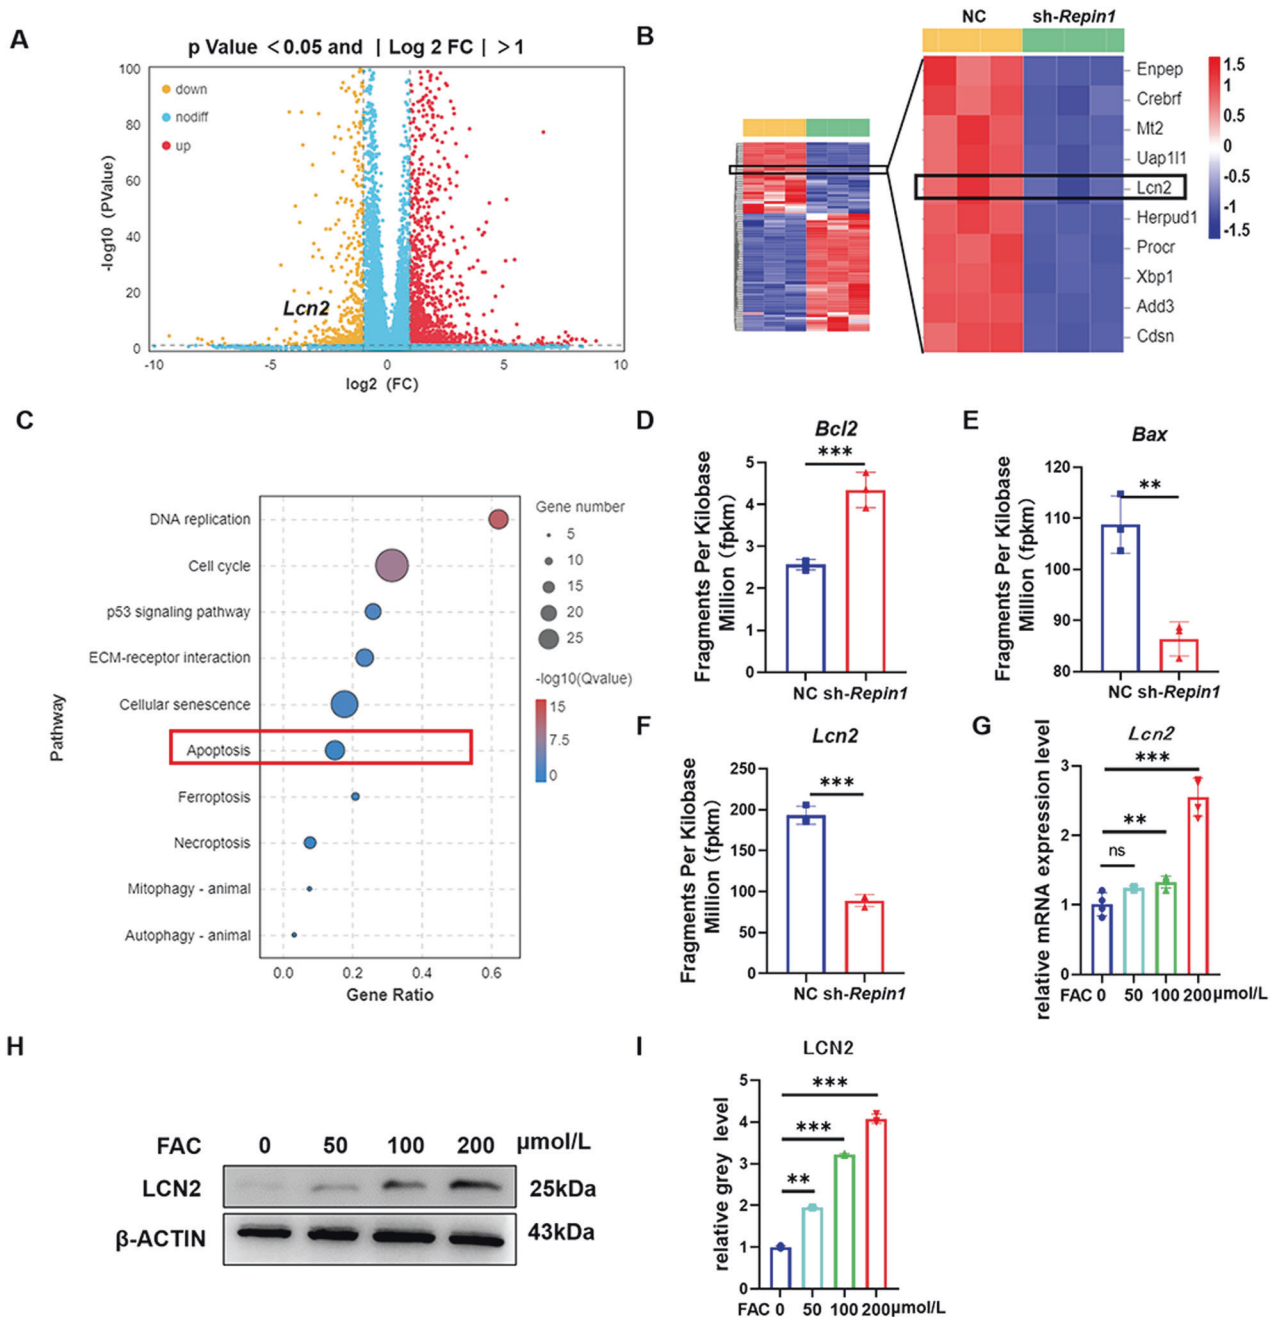 A
p Value <0.05 and | Log 2 FC | >1
100
80
60
40
20
0
-log10 (PValue)
down
nodiff
up
Lcn2
-10
-5
0
5
10
log2 (FC)
B
NC
sh-Repin1
Enpep
Crebrf
Mt2
Uap1l1
Lcn2
Herpud1
Procr
Xbp1
Add3
Cdsn
1.5
1
0.5
0
-0.5
-1
-1.5
C
Pathway
DNA replication
Cell cycle
p53 signaling pathway
ECM-receptor interaction
Cellular senescence
Apoptosis
Ferroptosis
Necroptosis
Mitophagy - animal
Autophagy - animal
0.0
0.2
0.4
0.6
Gene Ratio
Gene number
5
10
15
20
25
-log10(Qvalue)
15
7.5
0
D
Bcl2
***
Fragments Per Kilobase
Million (fpkm)
5
4
3
2
1
0
NC sh-Repin1
E
Bax
**
Fragments Per Kilobase
Million (fpkm)
120
110
100
90
80
NC sh-Repin1
F
Lcn2
***
Fragments Per Kilobase
Million (fpkm)
250
200
150
100
50
0
NC sh-Repin1
G
Lcn2
***
**
ns
relative mRNA expression level
3
2
1
0
FAC 0 50 100 200μmol/L
H
FAC 0 50 100 200 μmol/L
LCN2 25kDa
β-ACTIN 43kDa
I
LCN2
***
***
**
relative grey level
5
4
3
2
1
0
FAC 0 50 100 200μmol/L